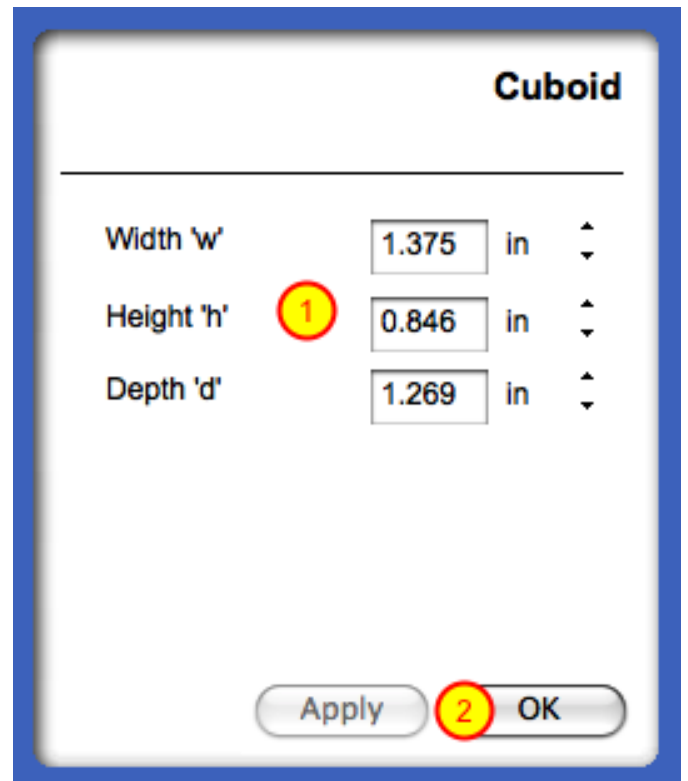 Cuboid
Width 'w' 1.375 in
1
Height 'h' 0.846 in
Depth 'd' 1.269 in
Apply 2 OK